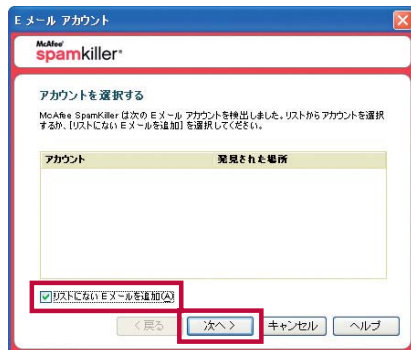 E メール アカウント
McAfee
spamkiller
アカウントを選択する
McAfee SpamKiller は次の E メール アカウントを検出しました。リストからアカウントを選択
するか、[リストにない E メールを追加] を選択してください。
アカウント 発見された場所
リストにない E メールを追加(A)
< 戻る 次へ > キャンセル ヘルプ